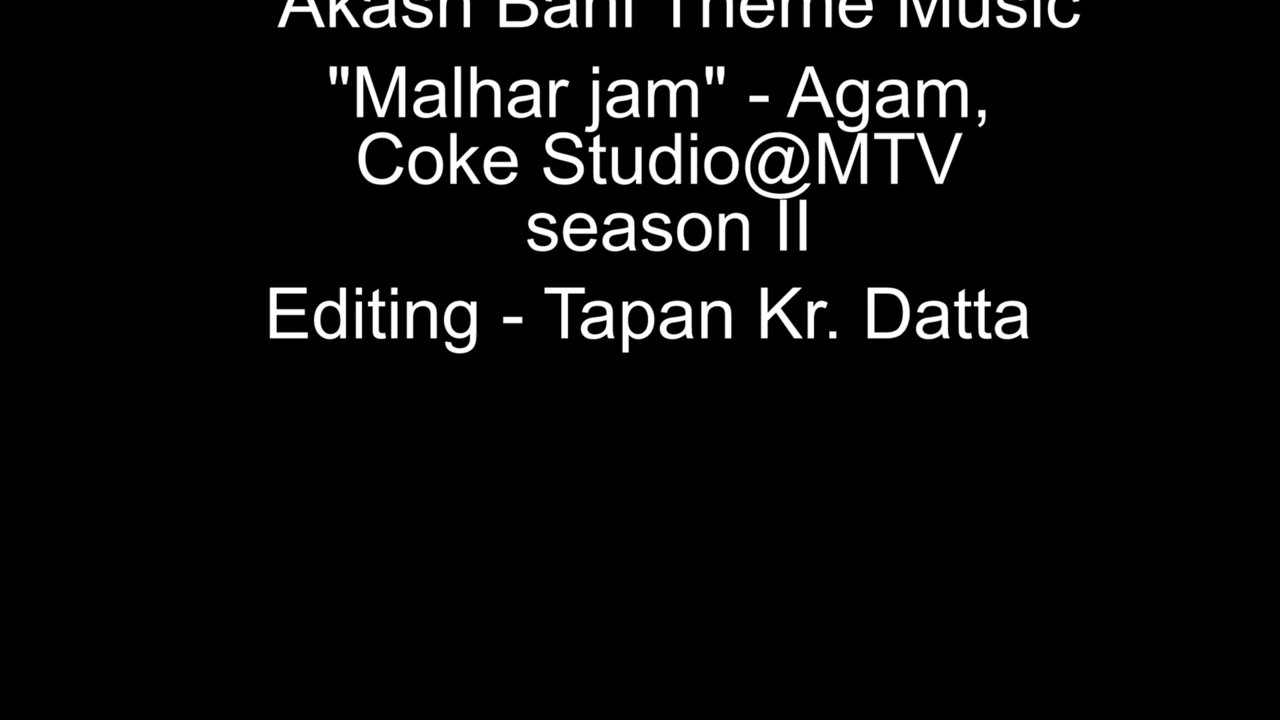 Akash Bani Theme Music
"Malhar jam" - Agam,
Coke Studio@MTV
season II
Editing - Tapan Kr. Datta